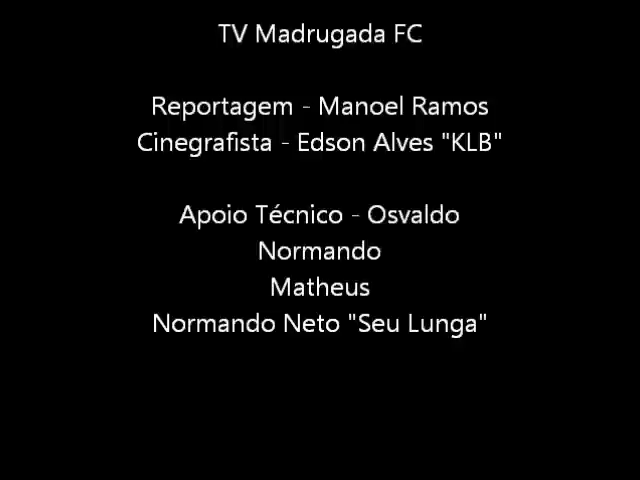 TV Madrugada FC
Reportagem - Manoel Ramos
Cinegrafista - Edson Alves "KLB"
Apoio Técnico - Osvaldo
Normando
Matheus
Normando Neto "Seu Lunga"